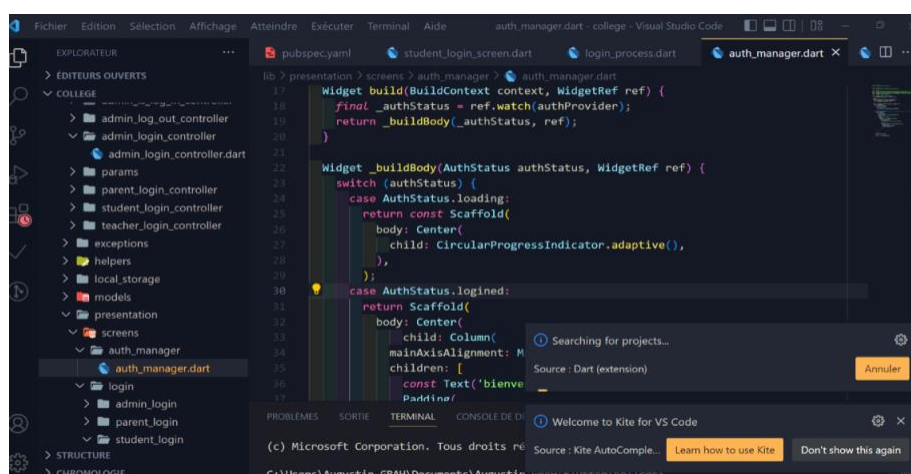 Fichier Edition Sélection Affichage Atteindre Exécuter Terminal Aide auth_manager.dart - college - Visual Studio Code
EXPLORATEUR
ÉDITEURS OUVERTS
COLLEGE
admin_log_out_controller
admin_login_controller
admin_login_controller.dart
params
parent_login_controller
student_login_controller
teacher_login_controller
exceptions
helpers
local_storage
models
presentation
screens
auth_manager
auth_manager.dart
login
admin_login
parent_login
student_login
STRUCTURE
CHRONOLOGIE
pubspec.yaml student_login_screen.dart login_process.dart auth_manager.dart
lib > presentation > screens > auth_manager > auth_manager.dart
17 Widget build(BuildContext context, WidgetRef ref) {
18 final _authStatus = ref.watch(authProvider);
19 return _buildBody(_authStatus, ref);
20 }
21
22 Widget _buildBody(AuthStatus authStatus, WidgetRef ref) {
23 switch (authStatus) {
24 case AuthStatus.loading:
25 return const Scaffold(
26 body: Center(
27 child: CircularProgressIndicator.adaptive(),
28 ),
29 );
30 case AuthStatus.logined:
31 return Scaffold(
32 body: Center(
33 child: Column(
34 mainAxisAlignment: M
35 children: [
36 const Text('bienve
37 Padding(
PROBLÈMES SORTIE TERMINAL CONSOLE DE D
(c) Microsoft Corporation. Tous droits ré
Searching for projects...
Source : Dart (extension)
Annuler
Welcome to Kite for VS Code
Source : Kite AutoComple...
Learn how to use Kite
Don't show this again